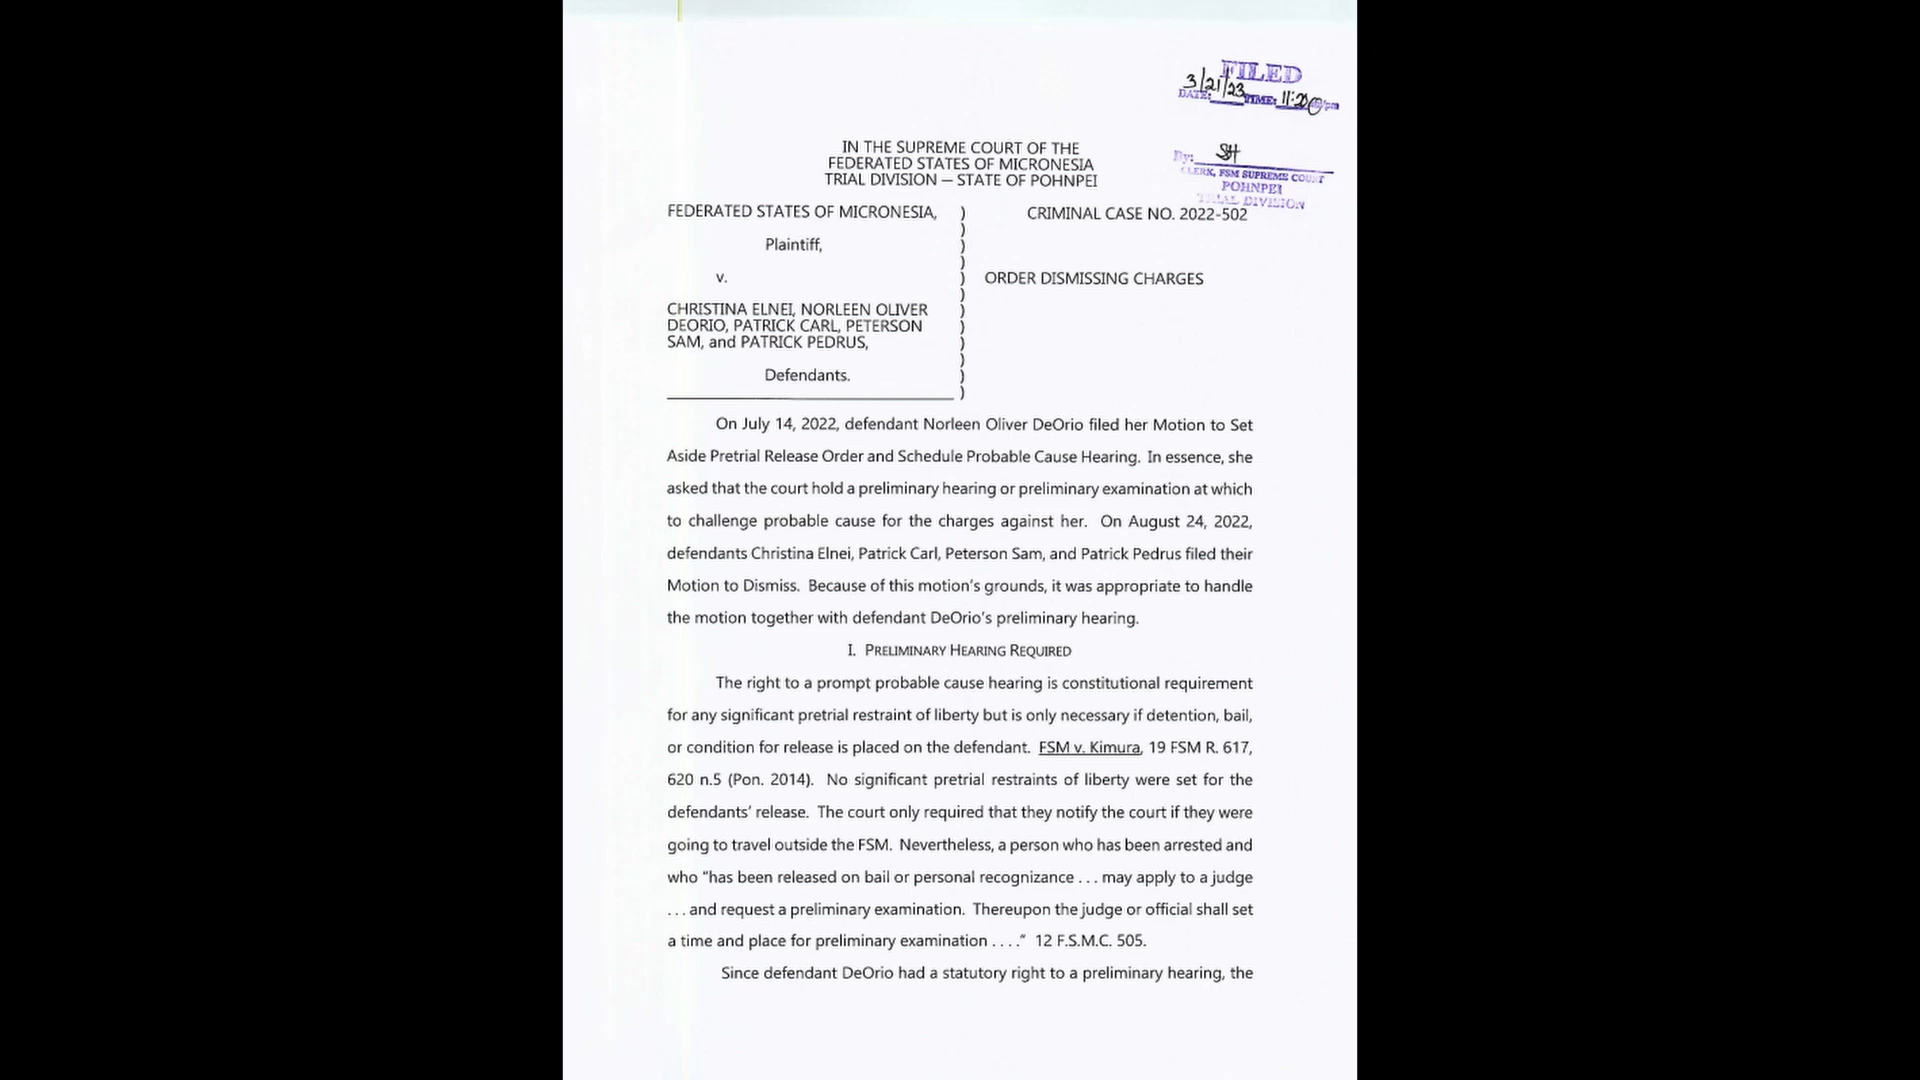 FILED
3/21/23
DATE: TIME: 11:20
By: SH
CLERK, FSM SUPREME COURT
POHNPEI
TRIAL DIVISION
IN THE SUPREME COURT OF THE
FEDERATED STATES OF MICRONESIA
TRIAL DIVISION — STATE OF POHNPEI
FEDERATED STATES OF MICRONESIA, ) CRIMINAL CASE NO. 2022-502
)
Plaintiff, )
)
v. ) ORDER DISMISSING CHARGES
)
CHRISTINA ELNEI, NORLEEN OLIVER )
DEORIO, PATRICK CARL, PETERSON )
SAM, and PATRICK PEDRUS, )
)
Defendants. )
)
On July 14, 2022, defendant Norleen Oliver DeOrio filed her Motion to Set
Aside Pretrial Release Order and Schedule Probable Cause Hearing. In essence, she
asked that the court hold a preliminary hearing or preliminary examination at which
to challenge probable cause for the charges against her. On August 24, 2022,
defendants Christina Elnei, Patrick Carl, Peterson Sam, and Patrick Pedrus filed their
Motion to Dismiss. Because of this motion's grounds, it was appropriate to handle
the motion together with defendant DeOrio's preliminary hearing.
I. PRELIMINARY HEARING REQUIRED
The right to a prompt probable cause hearing is constitutional requirement
for any significant pretrial restraint of liberty but is only necessary if detention, bail,
or condition for release is placed on the defendant. FSM v. Kimura, 19 FSM R. 617,
620 n.5 (Pon. 2014). No significant pretrial restraints of liberty were set for the
defendants' release. The court only required that they notify the court if they were
going to travel outside the FSM. Nevertheless, a person who has been arrested and
who "has been released on bail or personal recognizance . . . may apply to a judge
. . . and request a preliminary examination. Thereupon the judge or official shall set
a time and place for preliminary examination . . . ." 12 F.S.M.C. 505.
Since defendant DeOrio had a statutory right to a preliminary hearing, the